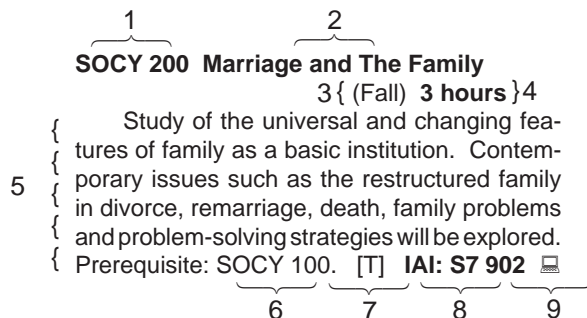 1 2
SOCY 200 Marriage and The Family
3 { (Fall) 3 hours } 4
{ Study of the universal and changing fea-
{ tures of family as a basic institution. Contem-
5 { porary issues such as the restructured family
{ in divorce, remarriage, death, family problems
{ and problem-solving strategies will be explored.
{ Prerequisite: SOCY 100. [T] IAI: S7 902 💻
6 7 8 9